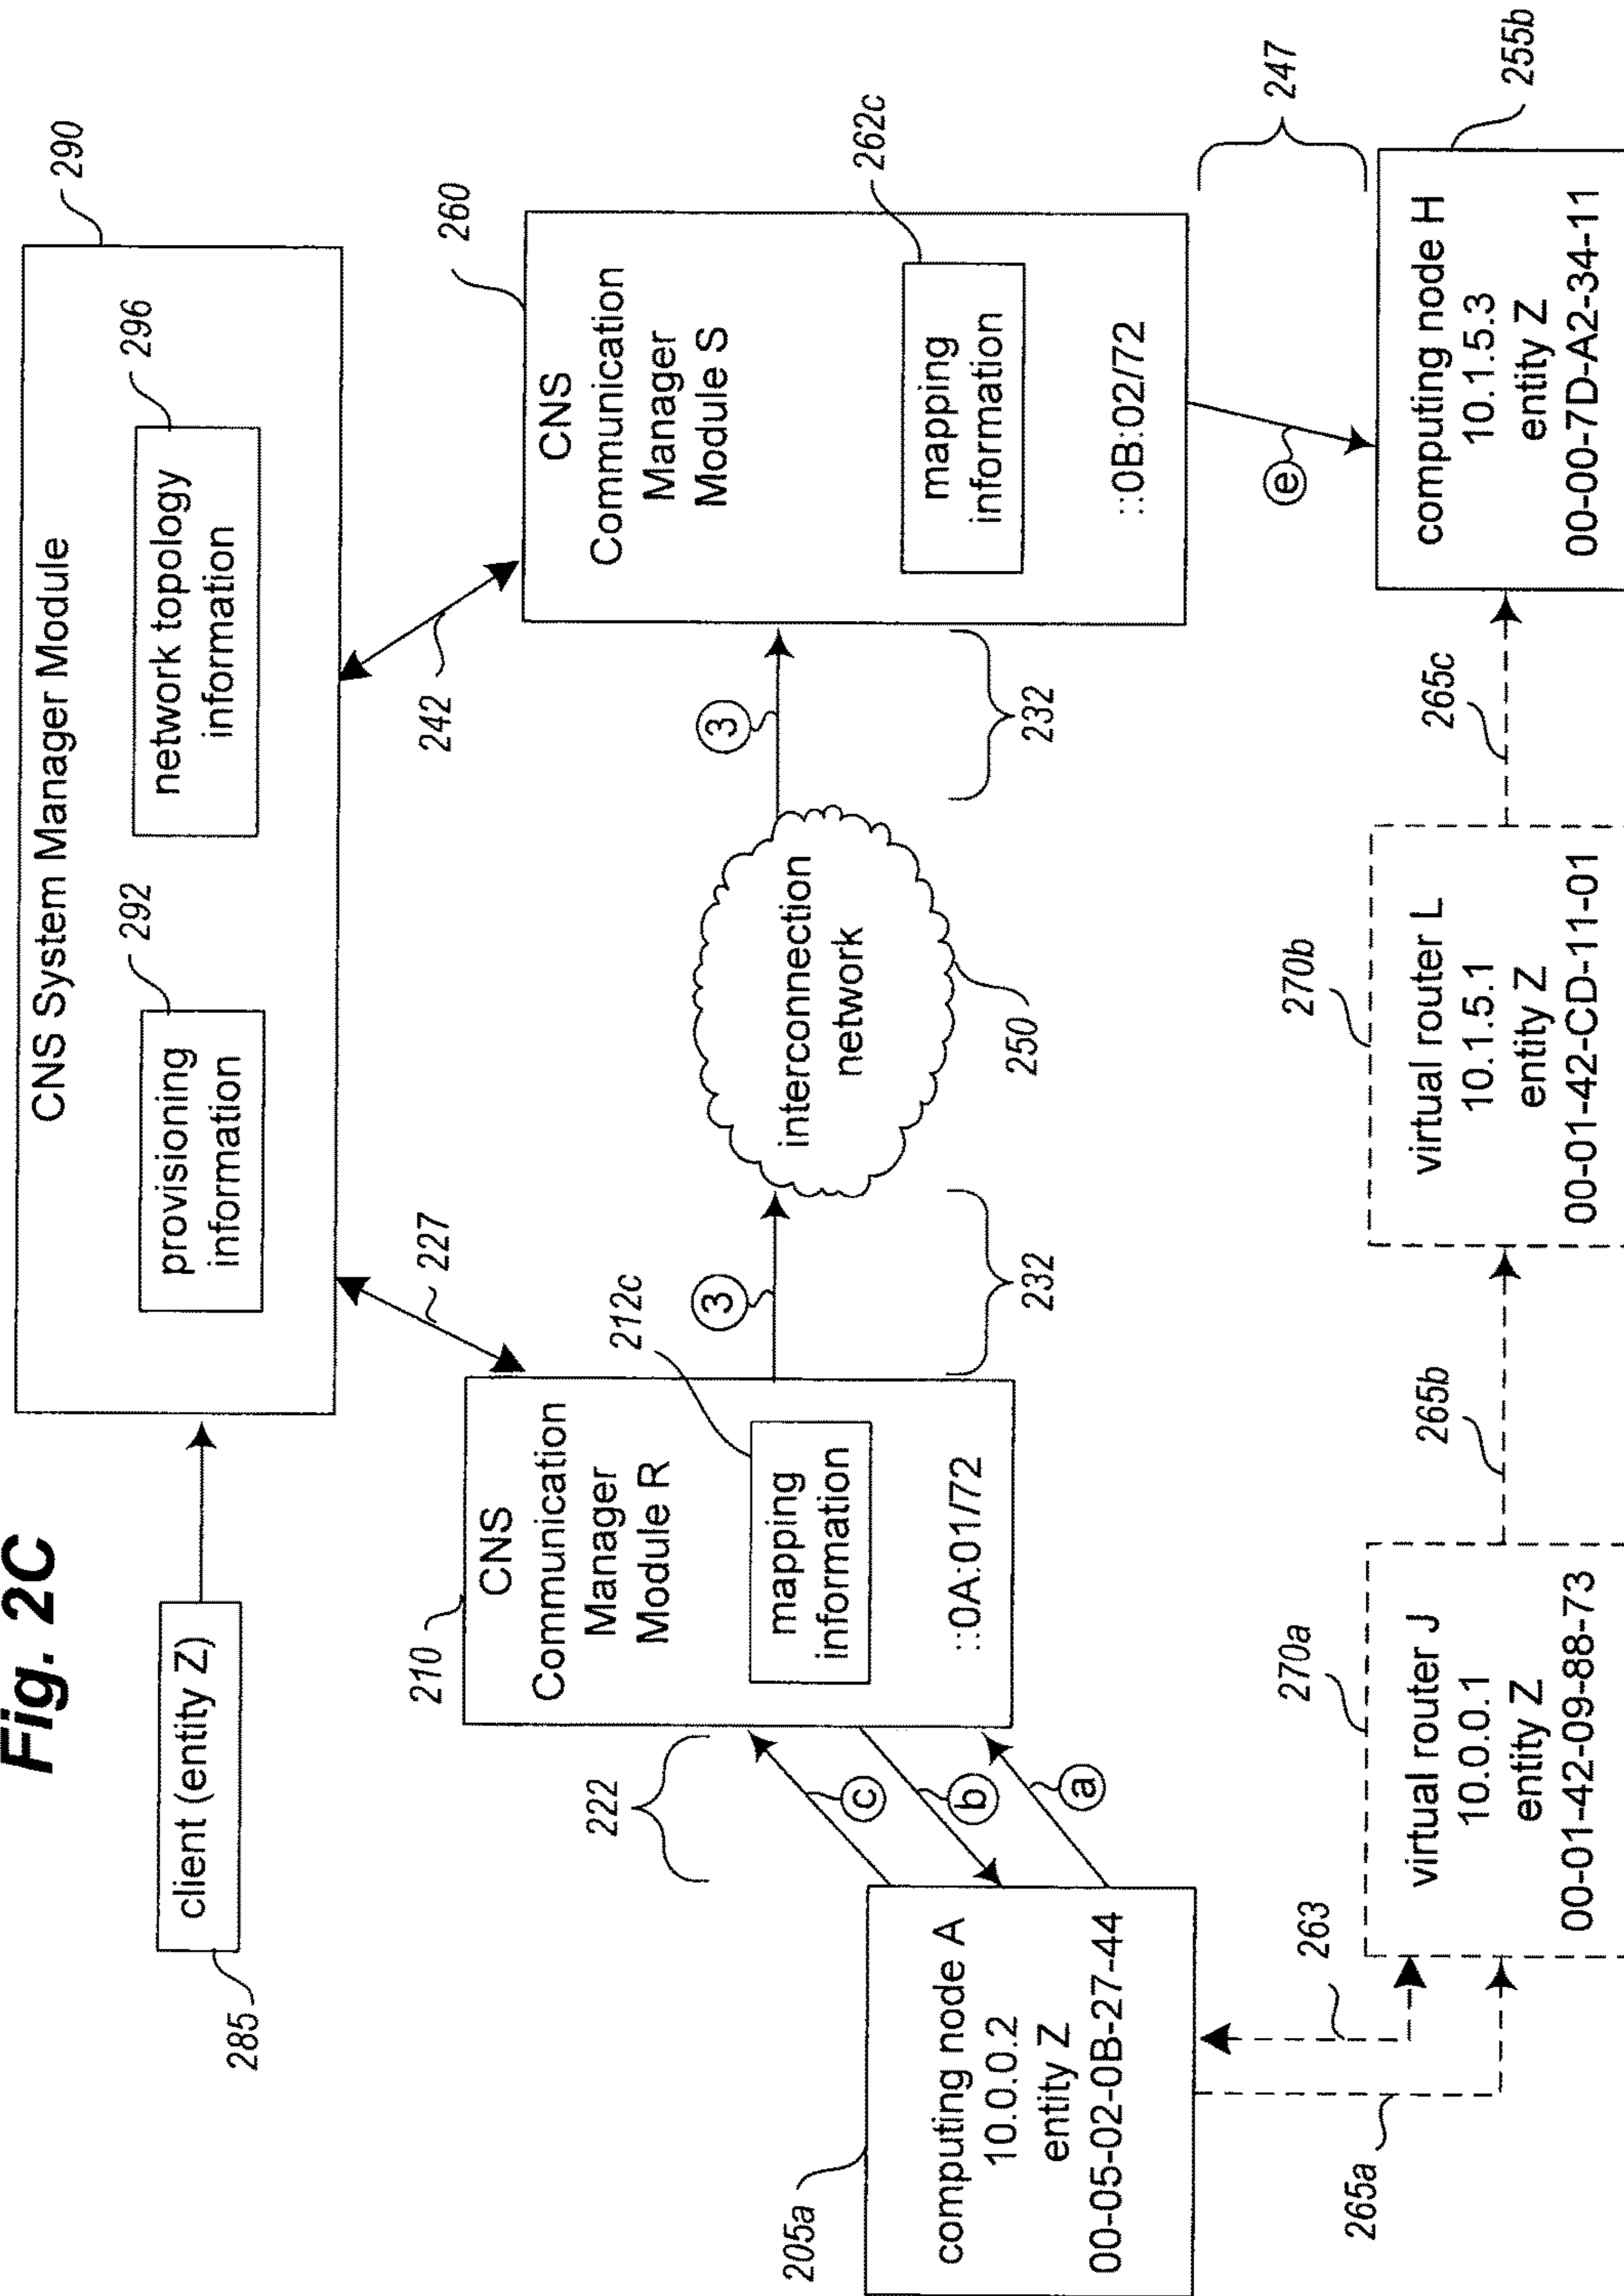 Fig. 2C
CNS System Manager Module
290
client (entity Z)
285
provisioning
information
292
network topology
information
296
227
242
210
CNS
Communication
Manager
Module R
mapping
information
212c
::0A:01/72
260
CNS
Communication
Manager
Module S
mapping
information
262c
::0B:02/72
3
232
interconnection
network
250
3
232
222
c
b
a
e
247
205a
computing node A
10.0.0.2
entity Z
00-05-02-0B-27-44
263
265a
270a
virtual router J
10.0.0.1
entity Z
00-01-42-09-88-73
265b
270b
virtual router L
10.1.5.1
entity Z
00-01-42-CD-11-01
265c
computing node H
10.1.5.3
entity Z
00-00-7D-A2-34-11
255b